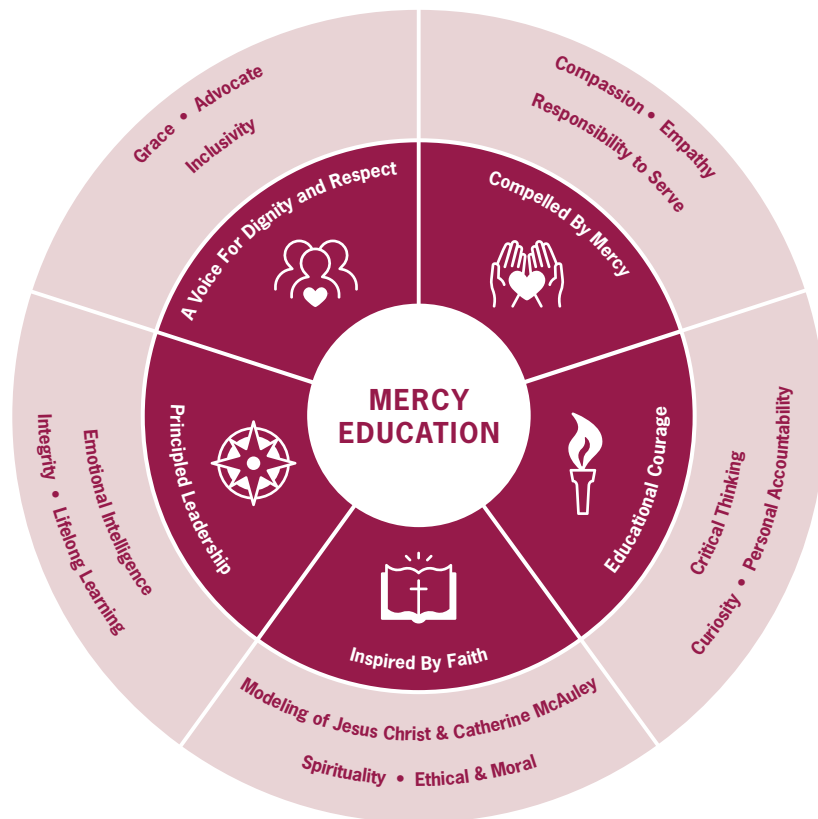 MERCY
EDUCATION
A Voice For Dignity and Respect
Grace • Advocate
Inclusivity
Compelled By Mercy
Compassion • Empathy
Responsibility to Serve
Educational Courage
Critical Thinking
Curiosity • Personal Accountability
Inspired By Faith
Modeling of Jesus Christ & Catherine McAuley
Spirituality • Ethical & Moral
Principled Leadership
Emotional Intelligence
Integrity • Lifelong Learning